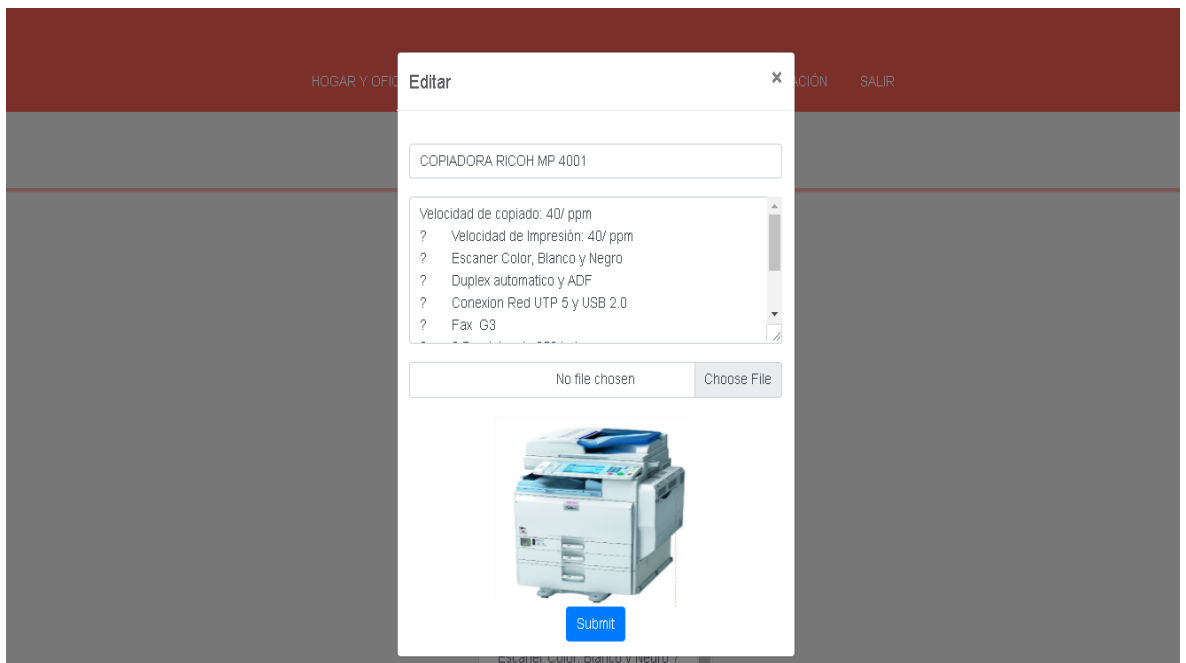 HOGAR Y OFIC
Editar
×
ACIÓN
SALIR
COPIADORA RICOH MP 4001
Velocidad de copiado: 40/ ppm
? Velocidad de Impresión: 40/ ppm
? Escaner Color, Blanco y Negro
? Duplex automatico y ADF
? Conexion Red UTP 5 y USB 2.0
? Fax G3
No file chosen
Choose File
Submit
Escaner Color, Blanco y Negro ?